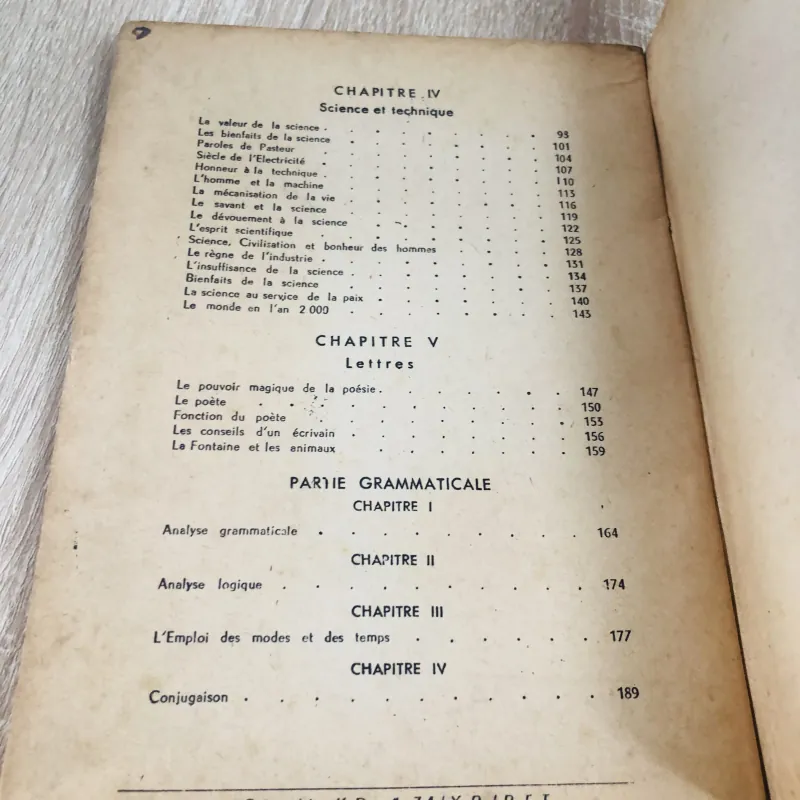 CHAPITRE IV
Science et technique
La valeur de la science 93
Les bienfaits de la science 101
Paroles de Pasteur 104
Siècle de l'Electricité 107
Honneur à la technique 110
L'homme et la machine 113
La mécanisation de la vie 116
Le savant et la science 119
Le dévouement à la science 122
L'esprit scientifique 125
Science, Civilisation et bonheur des hommes 128
Le règne de l'industrie 131
L'insuffisance de la science 134
Bienfaits de la science 137
La science au service de la paix 140
Le monde en l'an 2 000 143
CHAPITRE V
Lettres
Le pouvoir magique de la poésie 147
Le poète 150
Fonction du poète 153
Les conseils d'un écrivain 156
La Fontaine et les animaux 159
PARTIE GRAMMATICALE
CHAPITRE I
Analyse grammaticale 164
CHAPITRE II
Analyse logique 174
CHAPITRE III
L'Emploi des modes et des temps 177
CHAPITRE IV
Conjugaison 189